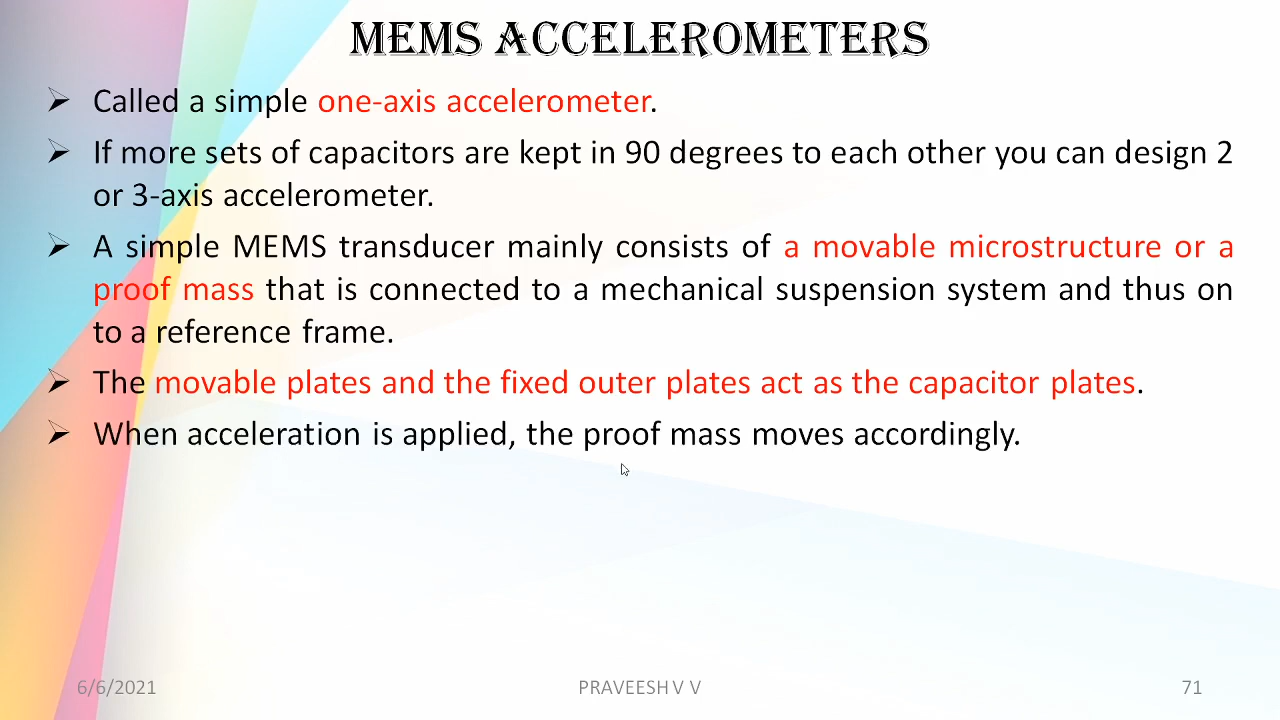 MEMS ACCELEROMETERS
➢ Called a simple one-axis accelerometer.
➢ If more sets of capacitors are kept in 90 degrees to each other you can design 2
or 3-axis accelerometer.
➢ A simple MEMS transducer mainly consists of a movable microstructure or a
proof mass that is connected to a mechanical suspension system and thus on
to a reference frame.
➢ The movable plates and the fixed outer plates act as the capacitor plates.
➢ When acceleration is applied, the proof mass moves accordingly.
6/6/2021 PRAVEESH V V 71